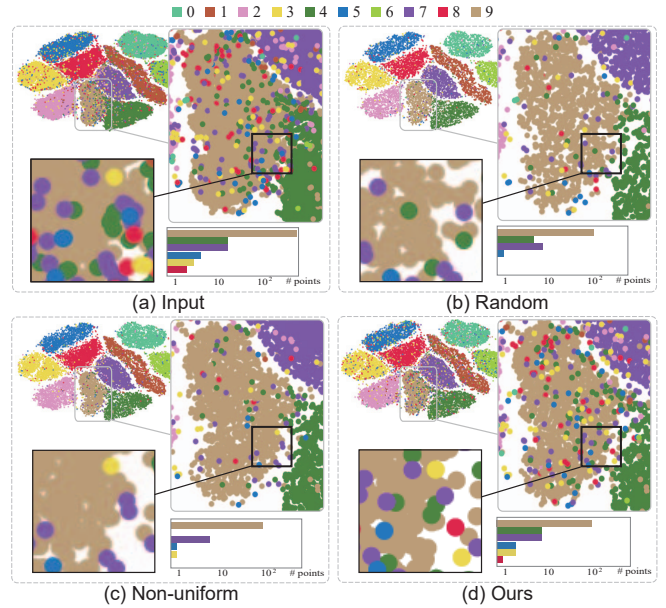 0 1 2 3 4 5 6 7 8 9
1 10 10² # points
1 10 10² # points
(a) Input
(b) Random
1 10 10² # points
1 10 10² # points
(c) Non-uniform
(d) Ours